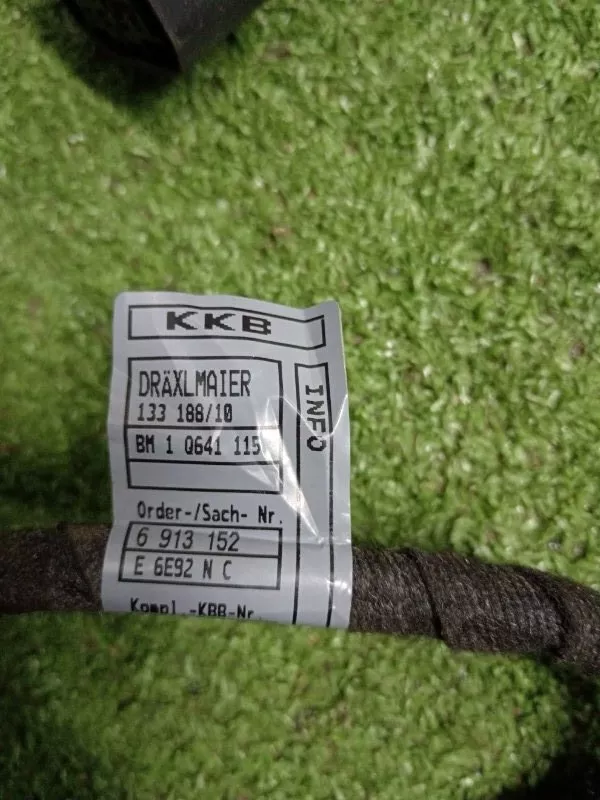 KKB
DRÄXLMAIER
133 188/10
BM 1 Q641 115
INFO
Order-/Sach- Nr.
6 913 152
E 6E92 N C
Kompl.-KBB-Nr.